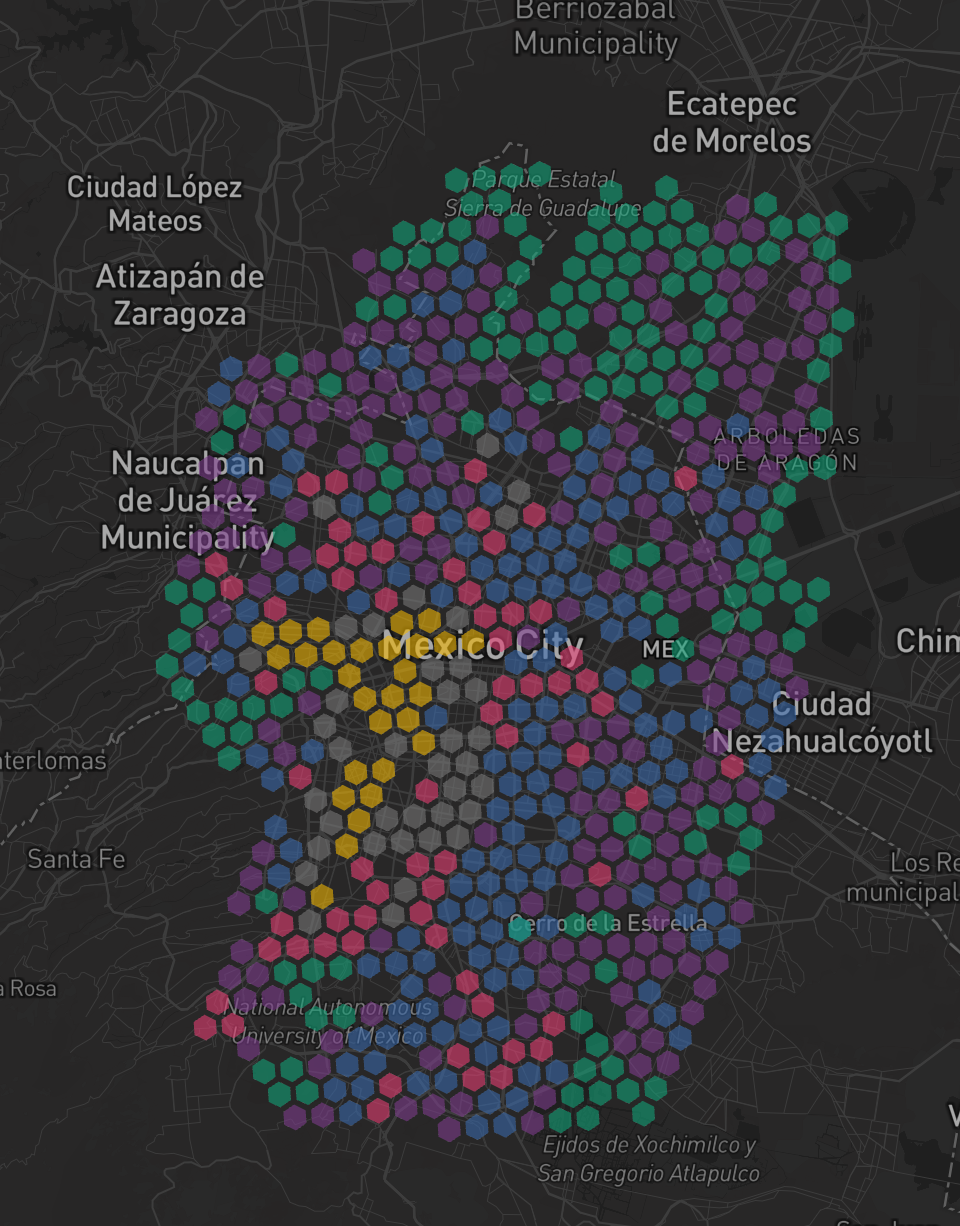 Berriozábal
Municipality
Ecatepec
de Morelos
Ciudad López
Mateos
Parque Estatal
Sierra de Guadalupe
Atizapán de
Zaragoza
ARBOLEDAS
DE ARAGÓN
Naucalpan
de Juárez
Municipality
Mexico City
MEX
Chim
Ciudad
Nezahualcóyotl
nterlomas
Santa Fe
Los Re
municipal
Cerro de la Estrella
a Rosa
National Autonomous
University of Mexico
V
Ejidos de Xochimilco y
San Gregorio Atlapulco